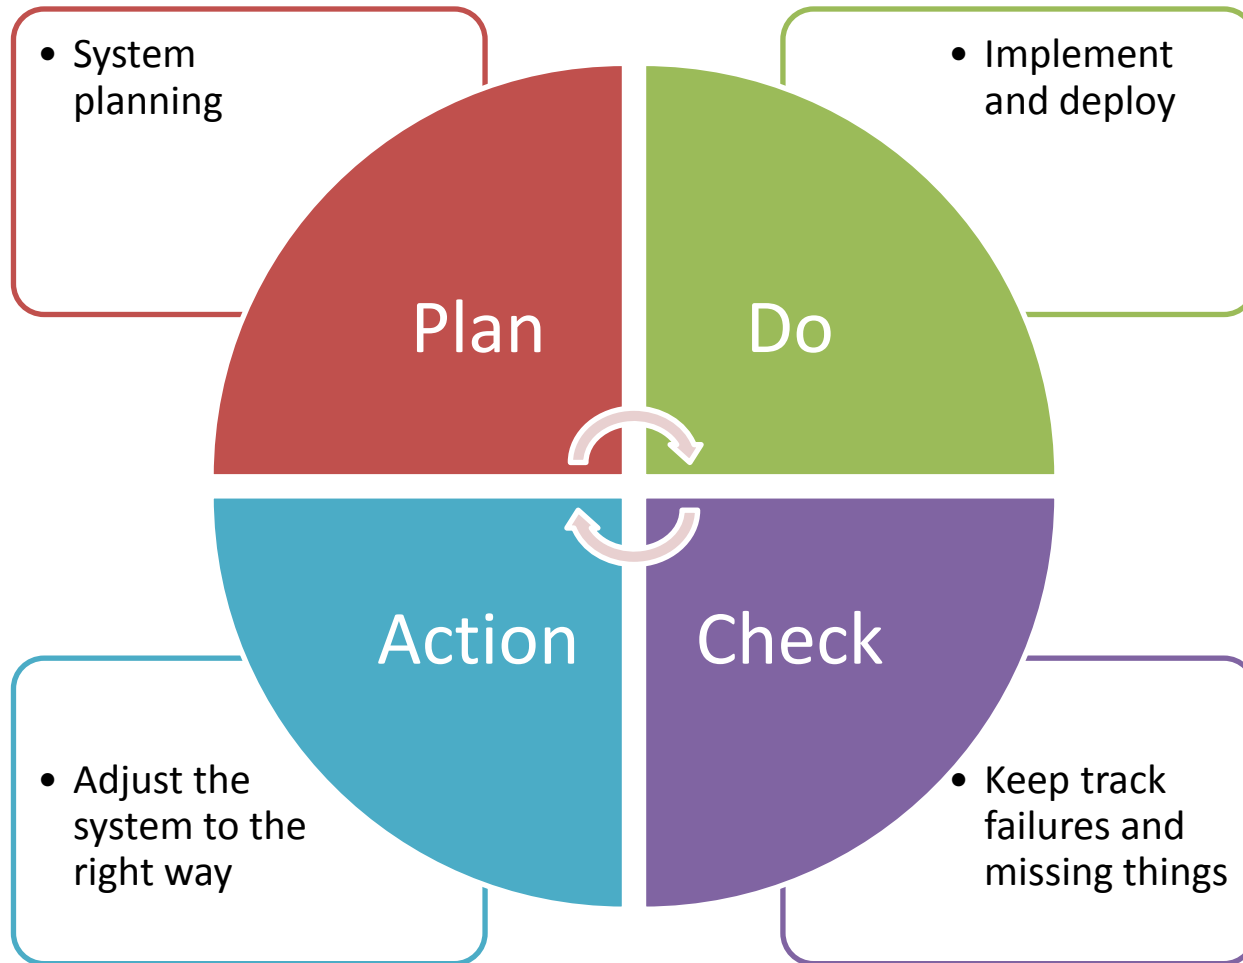 • System
planning
• Implement
and deploy
Plan
Do
Action
Check
• Adjust the
system to the
right way
• Keep track
failures and
missing things